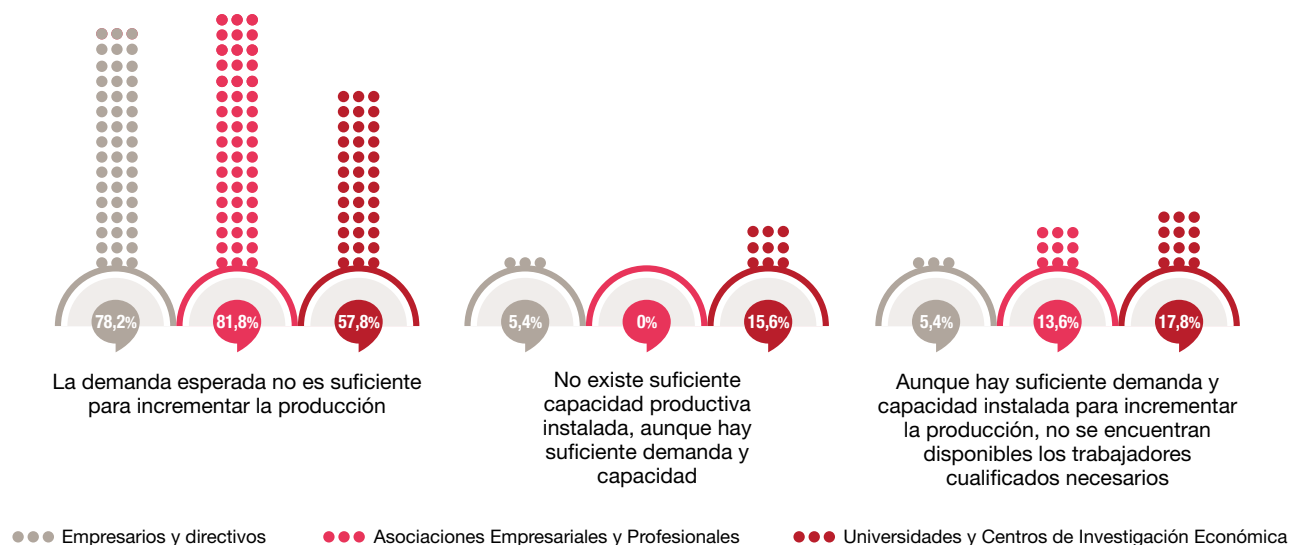 78,2%
81,8%
57,8%
La demanda esperada no es suficiente
para incrementar la producción
5,4%
0%
15,6%
No existe suficiente
capacidad productiva
instalada, aunque hay
suficiente demanda y
capacidad
5,4%
13,6%
17,8%
Aunque hay suficiente demanda y
capacidad instalada para incrementar
la producción, no se encuentran
disponibles los trabajadores
cualificados necesarios
Empresarios y directivos
Asociaciones Empresariales y Profesionales
Universidades y Centros de Investigación Económica